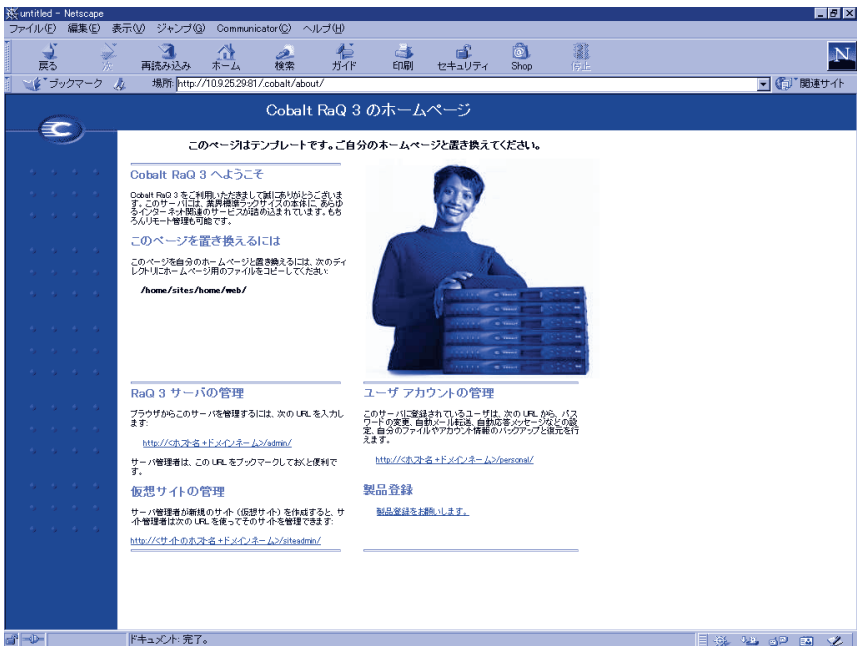 untitled - Netscape
ファイル(F) 編集(E) 表示(V) ジャンプ(G) Communicator(C) ヘルプ(H)
戻る 次 再読み込み ホーム 検索 ガイド 印刷 セキュリティ Shop 停止
N
ブックマーク 場所: http://10.9.25.29:81/.cobalt/about/ 関連サイト
Cobalt RaQ 3 のホームページ
このページはテンプレートです。ご自分のホームページと置き換えてください。
Cobalt RaQ 3 へようこそ
Cobalt RaQ 3 をご利用いただきまして誠にありがとうございま
す。このサーバには、業界標準ラックサイズの本体に、あらゆ
るインターネット関連のサービスが詰め込まれています。もち
ろんリモート管理も可能です。
このページを置き換えるには
このページを自分のホームページと置き換えるには、次のディ
レクトリにホームページ用のファイルをコピーしてください:
/home/sites/home/web/
RaQ 3 サーバの管理
ブラウザからこのサーバを管理するには、次の URL を入力し
ます:
http://<ホスト名+ドメインネーム>/admin/
サーバ管理者は、この URL をブックマークしておくと便利で
す。
仮想サイトの管理
サーバ管理者が新規のサイト (仮想サイト) を作成すると、サ
イト管理者は次の URL を使ってそのサイトを管理できます:
http://<サイトのホスト名+ドメインネーム>/siteadmin/
ユーザ アカウントの管理
このサーバに登録されているユーザは、次の URL から、パス
ワードの変更、自動メール転送、自動応答メッセージなどの設
定、自分のファイルやアカウント情報のバックアップと復元を行
えます。
http://<ホスト名+ドメインネーム>/personal/
製品登録
製品登録をお願いします。
ドキュメント: 完了。